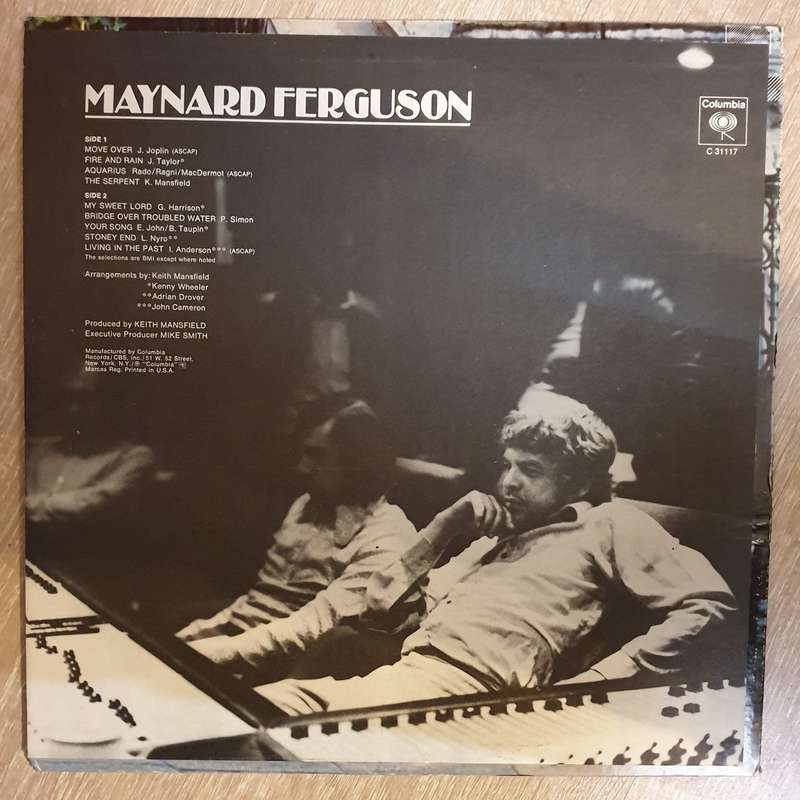 MAYNARD FERGUSON
Columbia
C 31117
SIDE 1
MOVE OVER J. Joplin (ASCAP)
FIRE AND RAIN J. Taylor*
AQUARIUS Rado/Ragni/MacDermot (ASCAP)
THE SERPENT K. Mansfield
SIDE 2
MY SWEET LORD G. Harrison*
BRIDGE OVER TROUBLED WATER P. Simon
YOUR SONG E. John/B. Taupin*
STONEY END L. Nyro**
LIVING IN THE PAST I. Anderson*** (ASCAP)
The selections are BMI except where noted
Arrangements by: Keith Mansfield
*Kenny Wheeler
**Adrian Drover
***John Cameron
Produced by KEITH MANSFIELD
Executive Producer MIKE SMITH
Manufactured by Columbia
Records/CBS, Inc./51 W. 52 Street,
New York, N.Y./℗ "Columbia"
Marcas Reg. Printed in U.S.A.